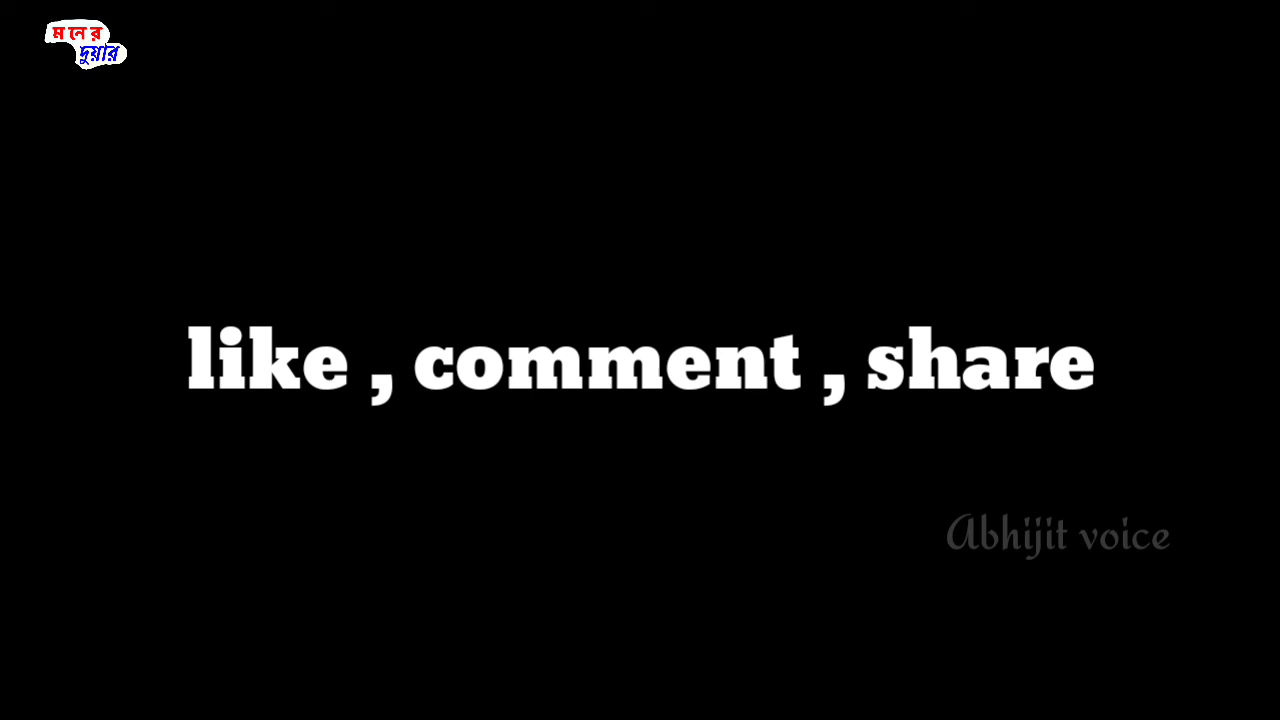 মনের
দুয়ার
like , comment , share
Abhijit voice